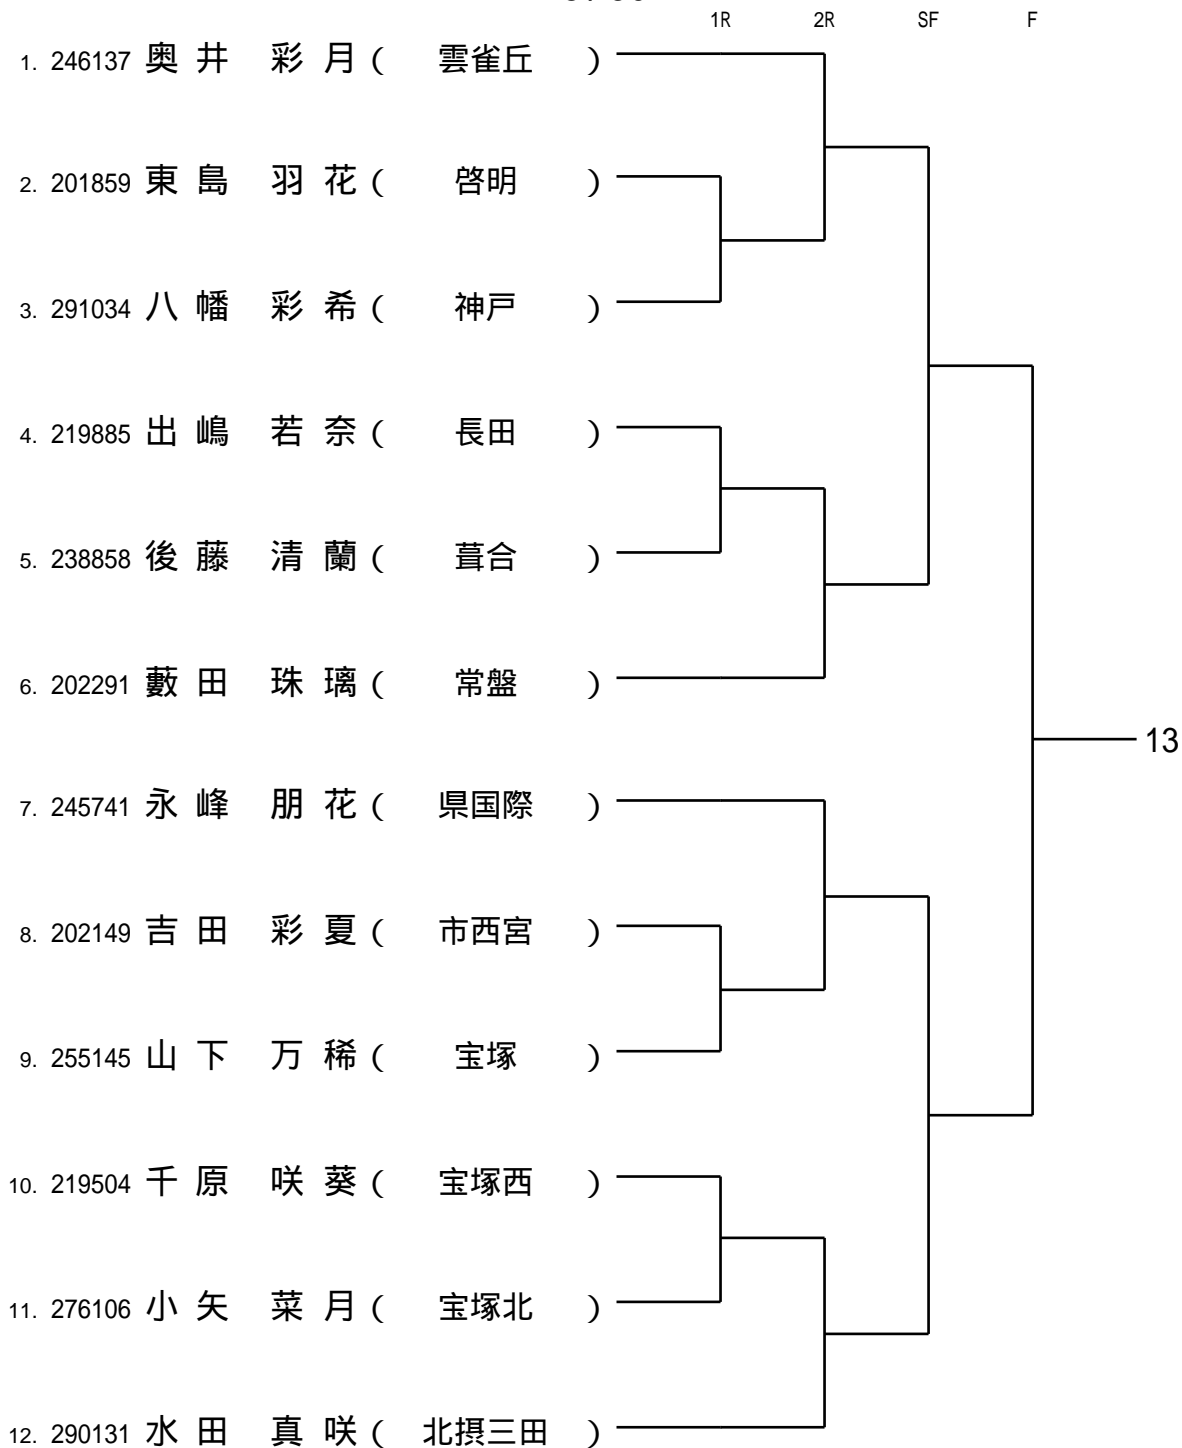 1R 2R SF F
1. 246137 奥井 彩月 ( 雲雀丘 )
2. 201859 東島 羽花 ( 啓明 )
3. 291034 八幡 彩希 ( 神戸 )
4. 219885 出嶋 若奈 ( 長田 )
5. 238858 後藤 清蘭 ( 葺合 )
6. 202291 藪田 珠璃 ( 常盤 )
13
7. 245741 永峰 朋花 ( 県国際 )
8. 202149 吉田 彩夏 ( 市西宮 )
9. 255145 山下 万稀 ( 宝塚 )
10. 219504 千原 咲葵 ( 宝塚西 )
11. 276106 小矢 菜月 ( 宝塚北 )
12. 290131 水田 真咲 ( 北摂三田 )